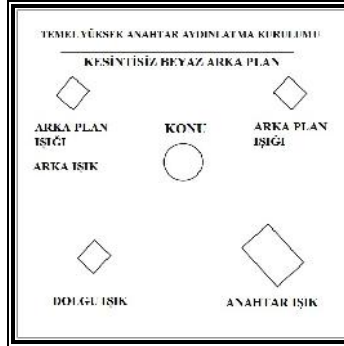 TEMEL YÜKSEK ANAHTAR AYDINLATMA KURULUMU
KESİNTİSİZ BEYAZ ARKA PLAN
ARKA PLAN
IŞIĞI
KONU
ARKA PLAN
IŞIĞI
ARKA IŞIK
DOLGU IŞIK
ANAHTAR IŞIK